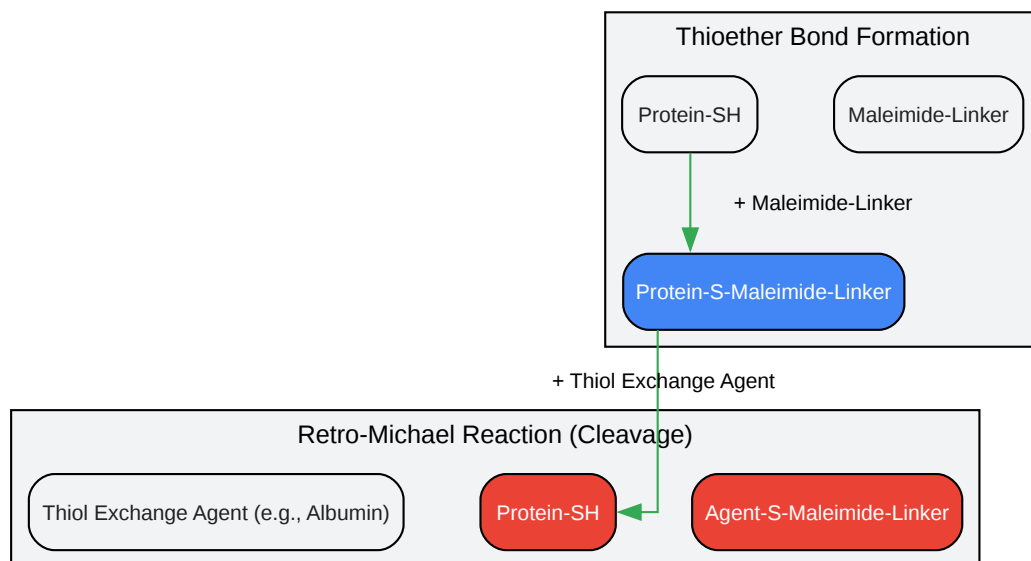 Thioether Bond Formation
Protein-SH
Maleimide-Linker
+ Maleimide-Linker
Protein-S-Maleimide-Linker
+ Thiol Exchange Agent
Retro-Michael Reaction (Cleavage)
Thiol Exchange Agent (e.g., Albumin)
Protein-SH
Agent-S-Maleimide-Linker